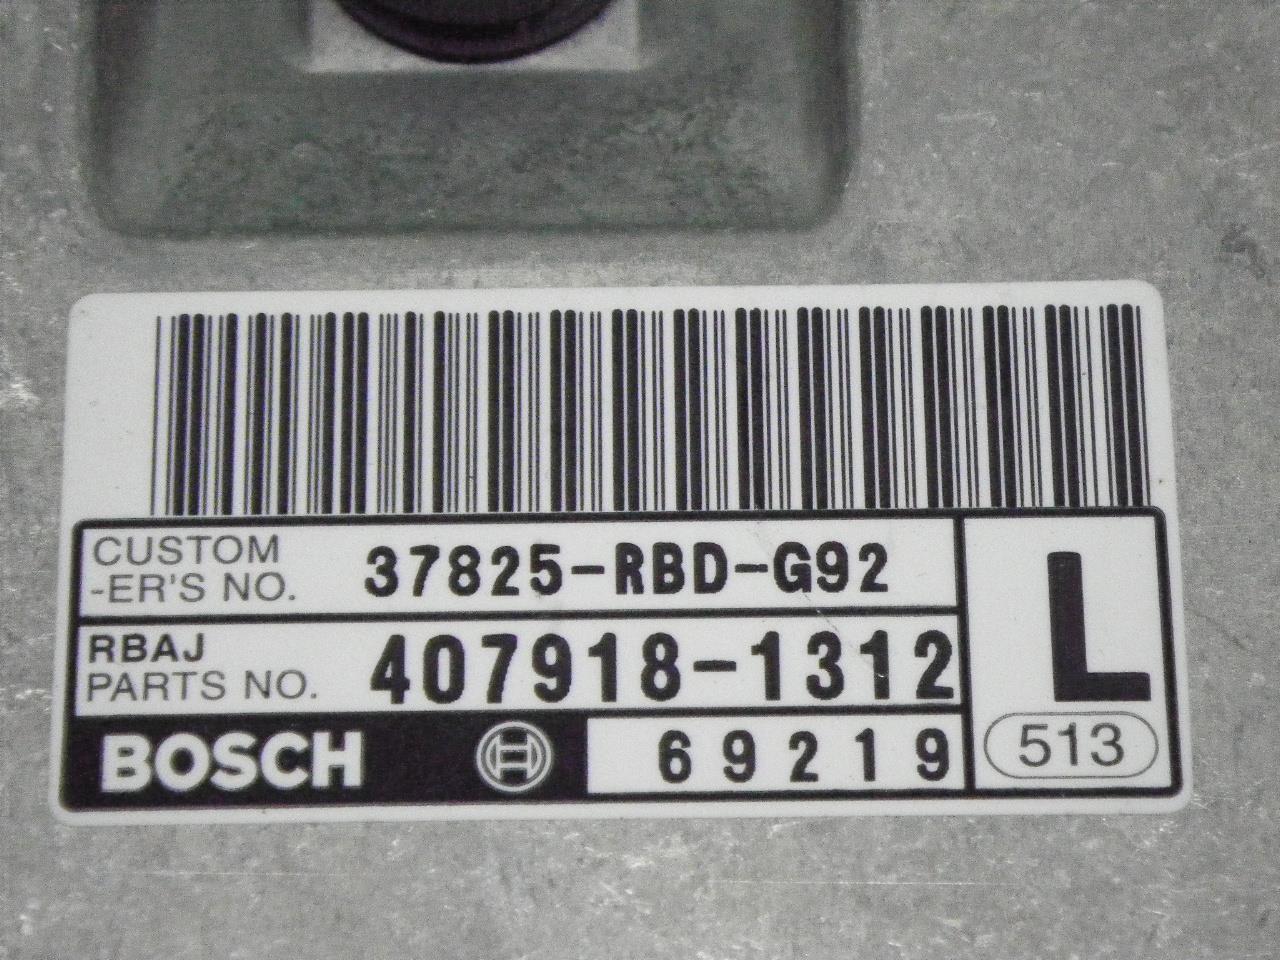 CUSTOM
-ER'S NO. 37825-RBD-G92
RBAJ
PARTS NO. 407918-1312
L
BOSCH 69219
513